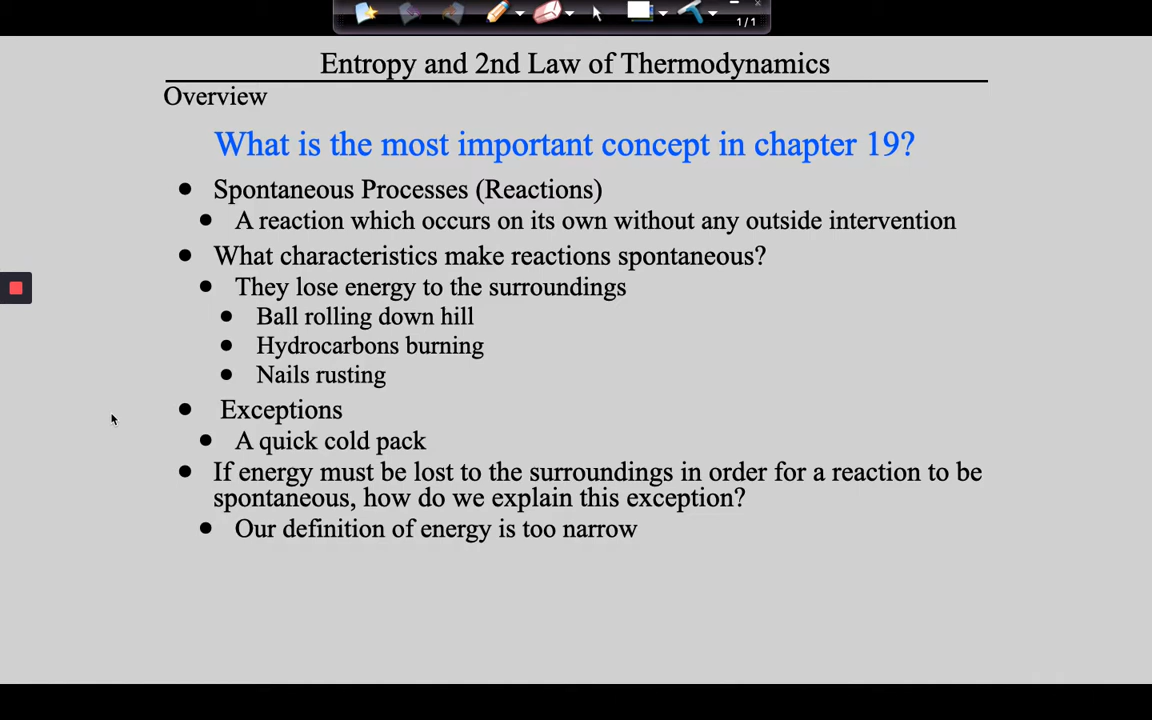 1/1
Entropy and 2nd Law of Thermodynamics
Overview
What is the most important concept in chapter 19?
Spontaneous Processes (Reactions)
A reaction which occurs on its own without any outside intervention
What characteristics make reactions spontaneous?
They lose energy to the surroundings
Ball rolling down hill
Hydrocarbons burning
Nails rusting
Exceptions
A quick cold pack
If energy must be lost to the surroundings in order for a reaction to be
spontaneous, how do we explain this exception?
Our definition of energy is too narrow